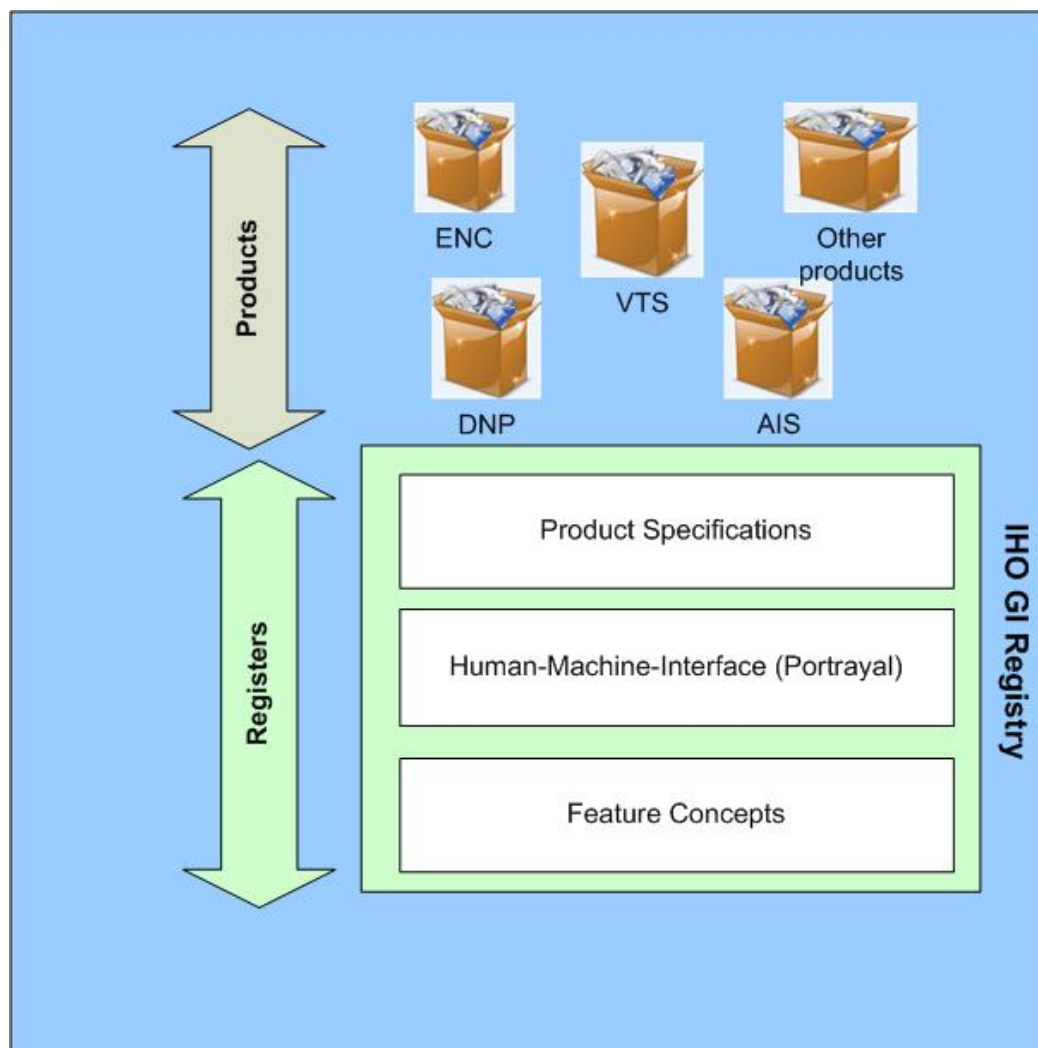 Products
ENC
VTS
Other
products
DNP
AIS
Registers
Product Specifications
Human-Machine-Interface (Portrayal)
Feature Concepts
IHO GI Registry